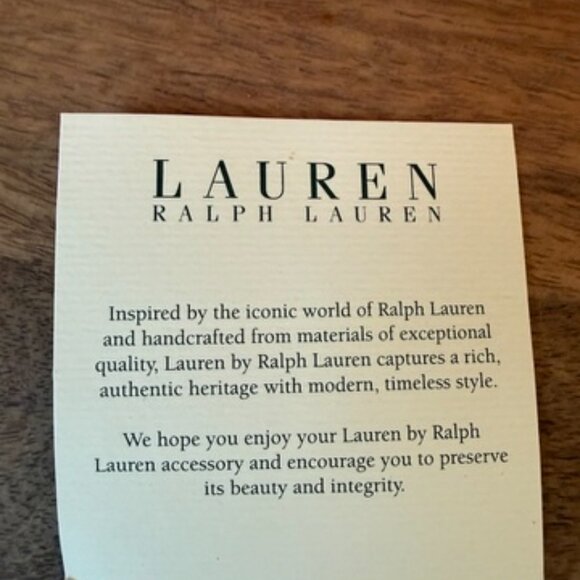 LAUREN
RALPH LAUREN
Inspired by the iconic world of Ralph Lauren
and handcrafted from materials of exceptional
quality, Lauren by Ralph Lauren captures a rich,
authentic heritage with modern, timeless style.
We hope you enjoy your Lauren by Ralph
Lauren accessory and encourage you to preserve
its beauty and integrity.